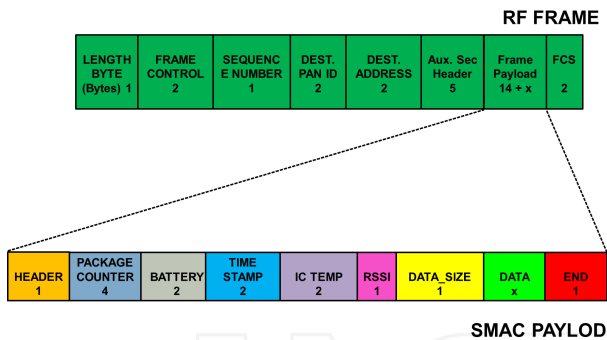 RF FRAME
LENGTH BYTE (Bytes) 1
FRAME CONTROL 2
SEQUENC E NUMBER 1
DEST. PAN ID 2
DEST. ADDRESS 2
Aux. Sec Header 5
Frame Payload 14 + x
FCS 2
HEADER 1
PACKAGE COUNTER 4
BATTERY 2
TIME STAMP 2
IC TEMP 2
RSSI 1
DATA_SIZE 1
DATA x
END 1
SMAC PAYLOD